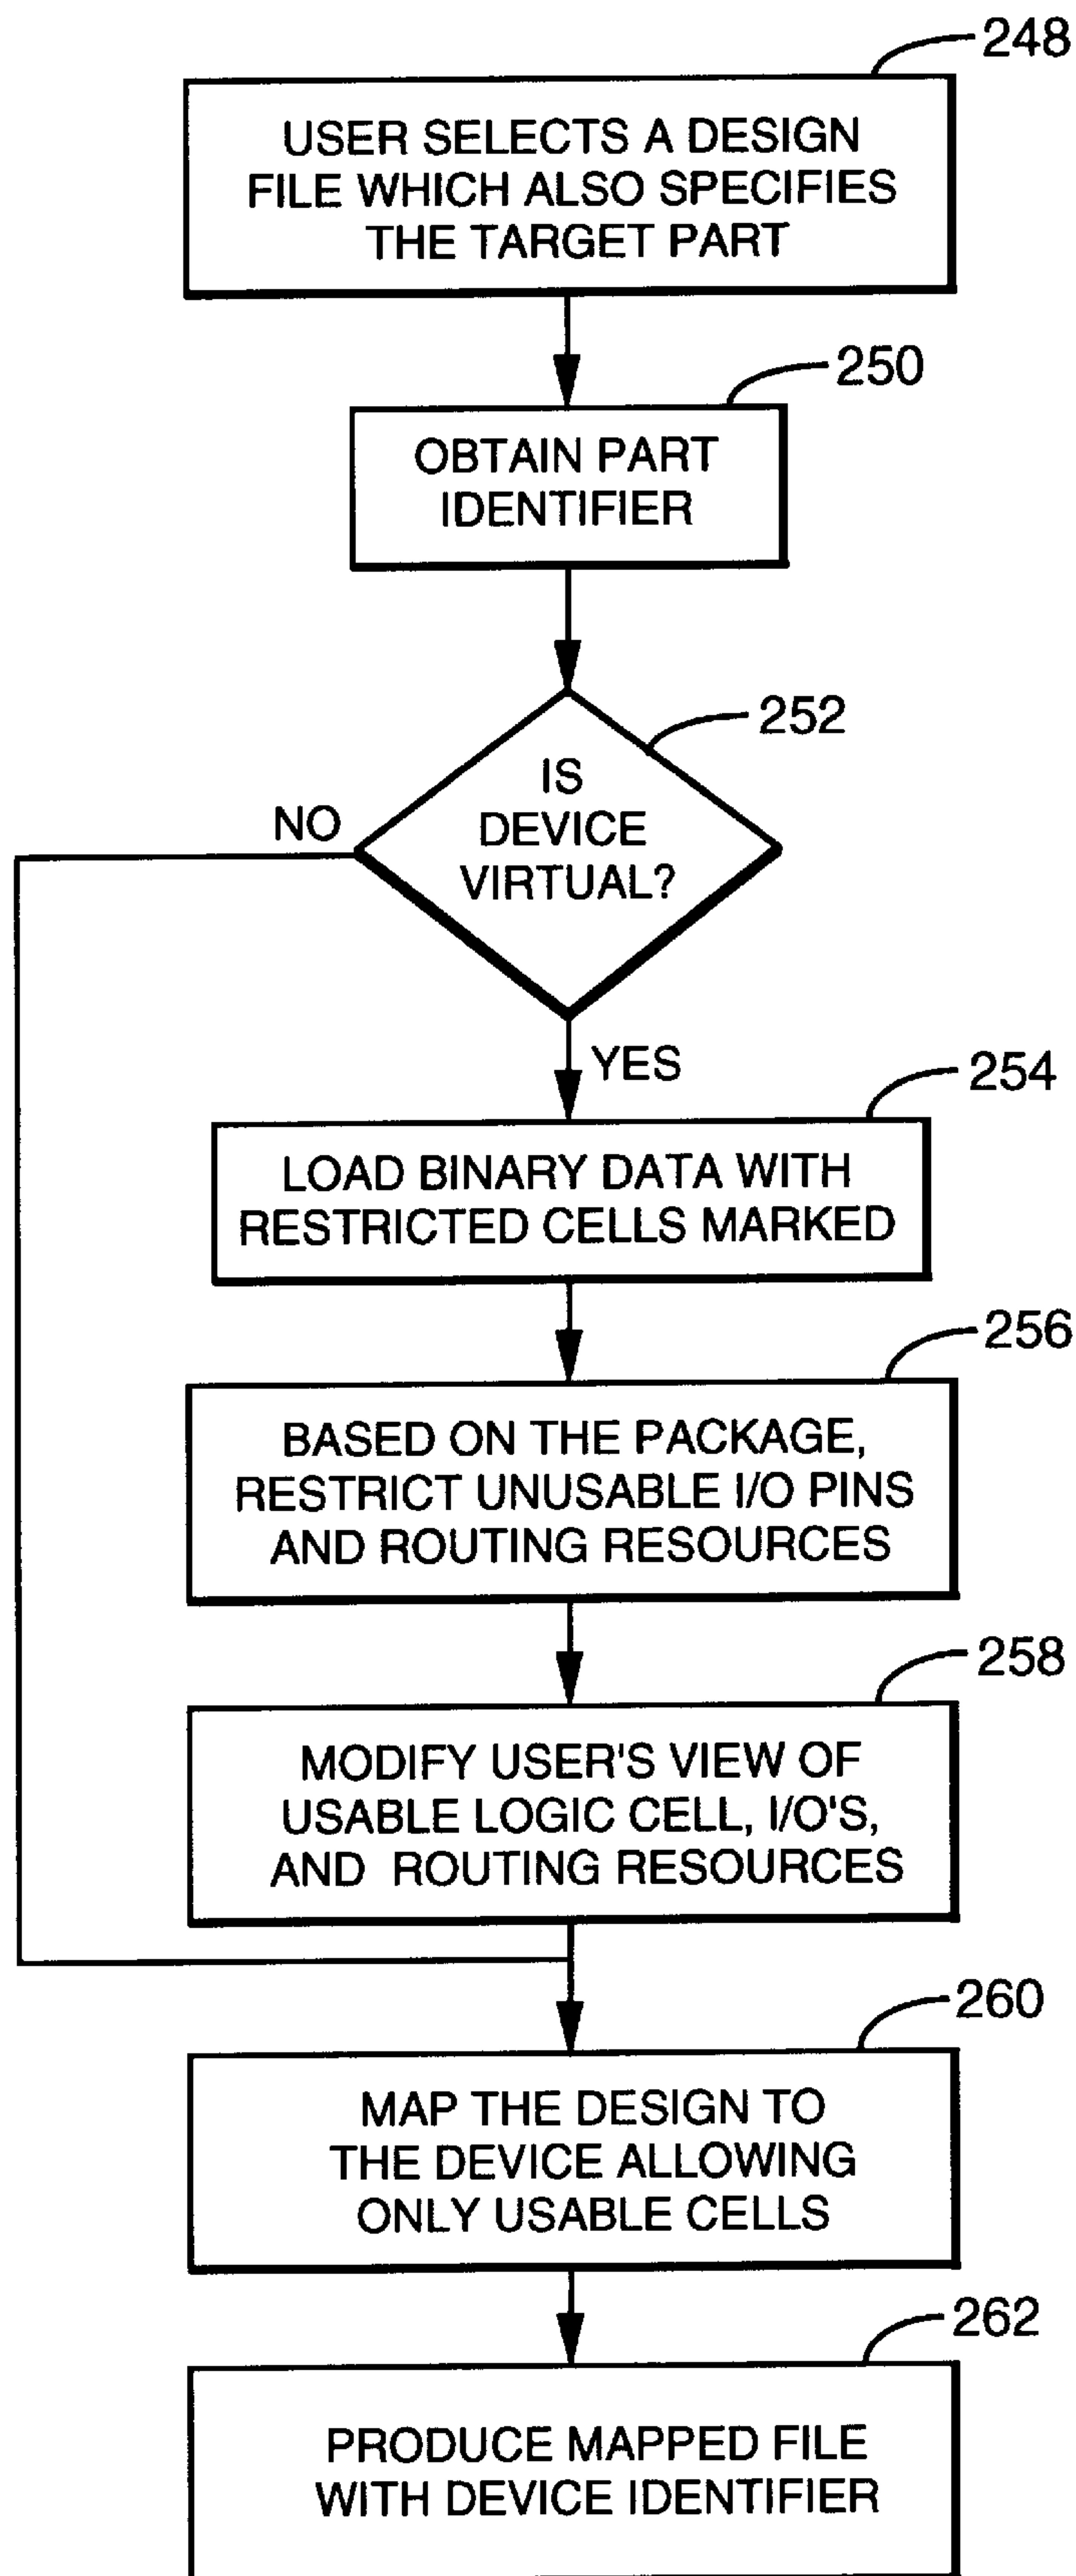 248
USER SELECTS A DESIGN
FILE WHICH ALSO SPECIFIES
THE TARGET PART
250
OBTAIN PART
IDENTIFIER
252
IS
DEVICE
VIRTUAL?
NO
YES
254
LOAD BINARY DATA WITH
RESTRICTED CELLS MARKED
256
BASED ON THE PACKAGE,
RESTRICT UNUSABLE I/O PINS
AND ROUTING RESOURCES
258
MODIFY USER'S VIEW OF
USABLE LOGIC CELL, I/O'S,
AND ROUTING RESOURCES
260
MAP THE DESIGN TO
THE DEVICE ALLOWING
ONLY USABLE CELLS
262
PRODUCE MAPPED FILE
WITH DEVICE IDENTIFIER